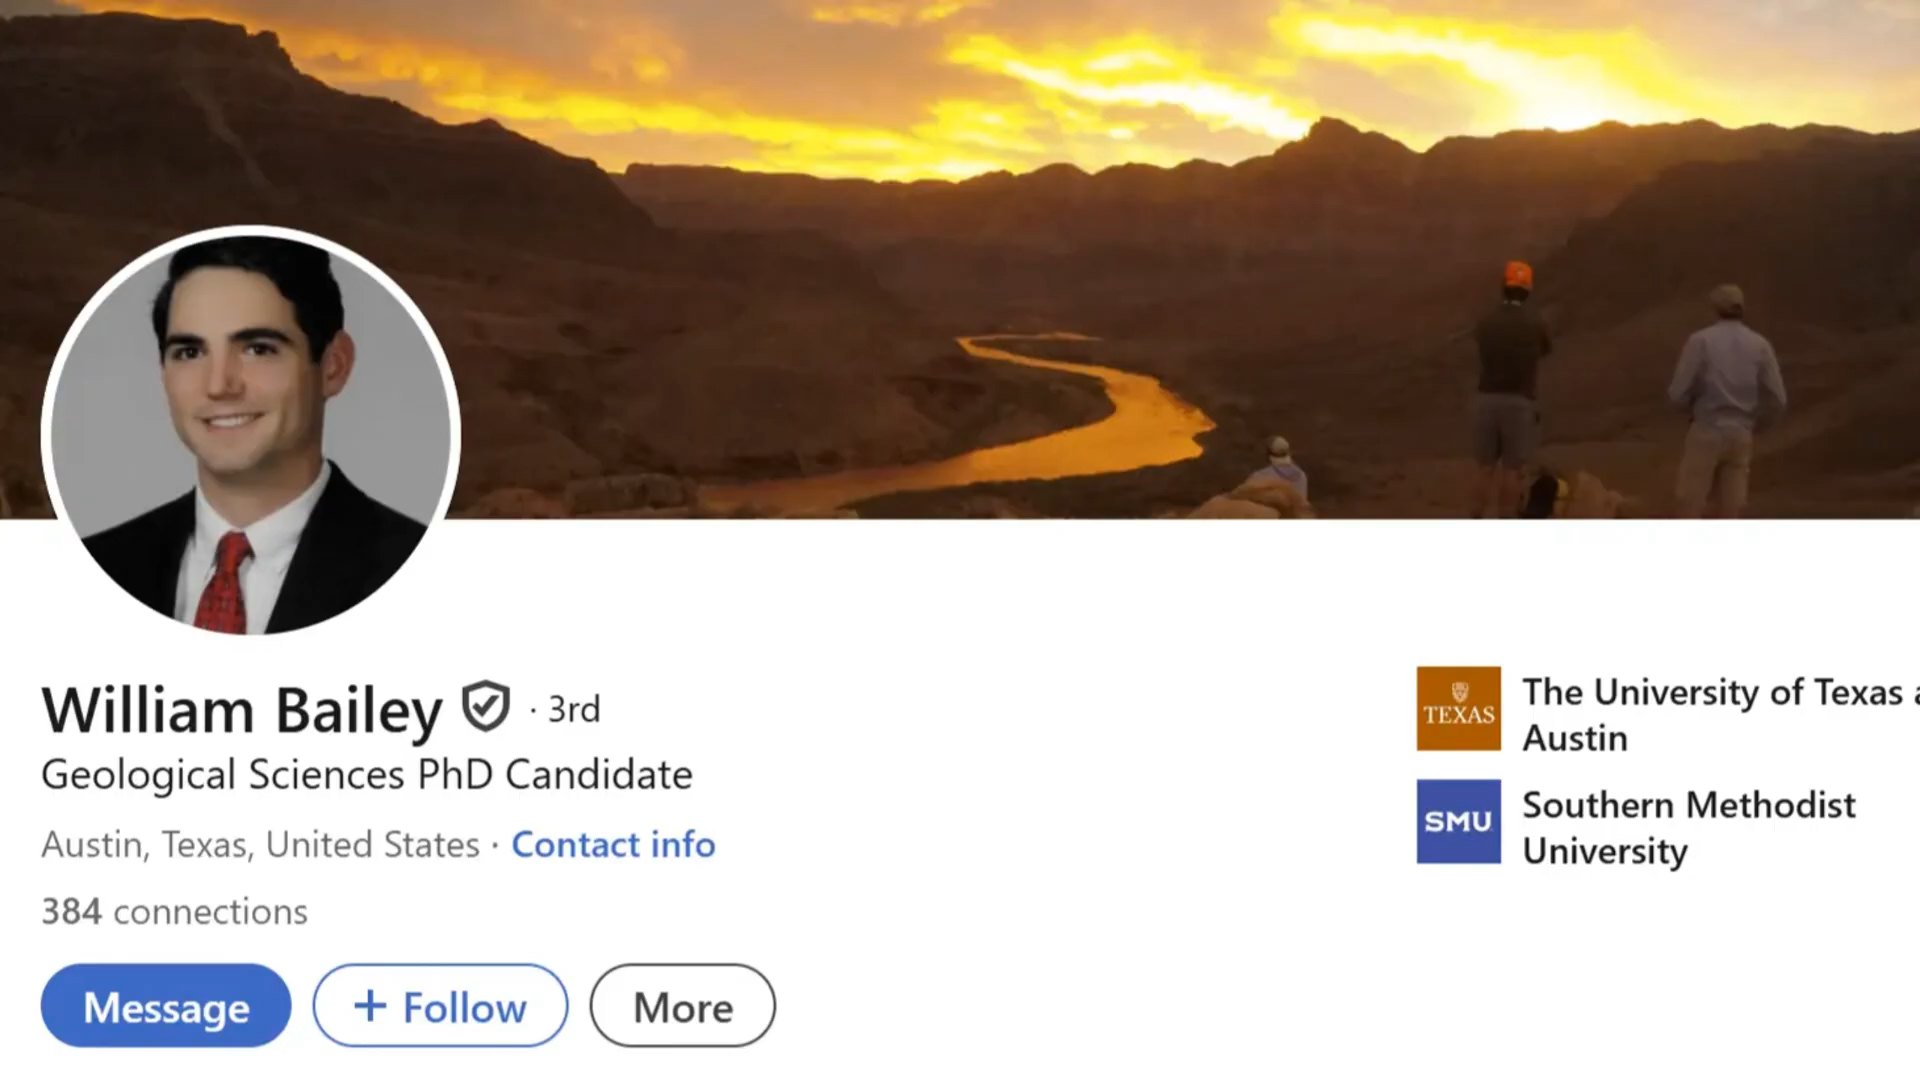 William Bailey · 3rd
Geological Sciences PhD Candidate
Austin, Texas, United States · Contact info
384 connections
Message
+ Follow
More
TEXAS
The University of Texas a
Austin
SMU
Southern Methodist
University